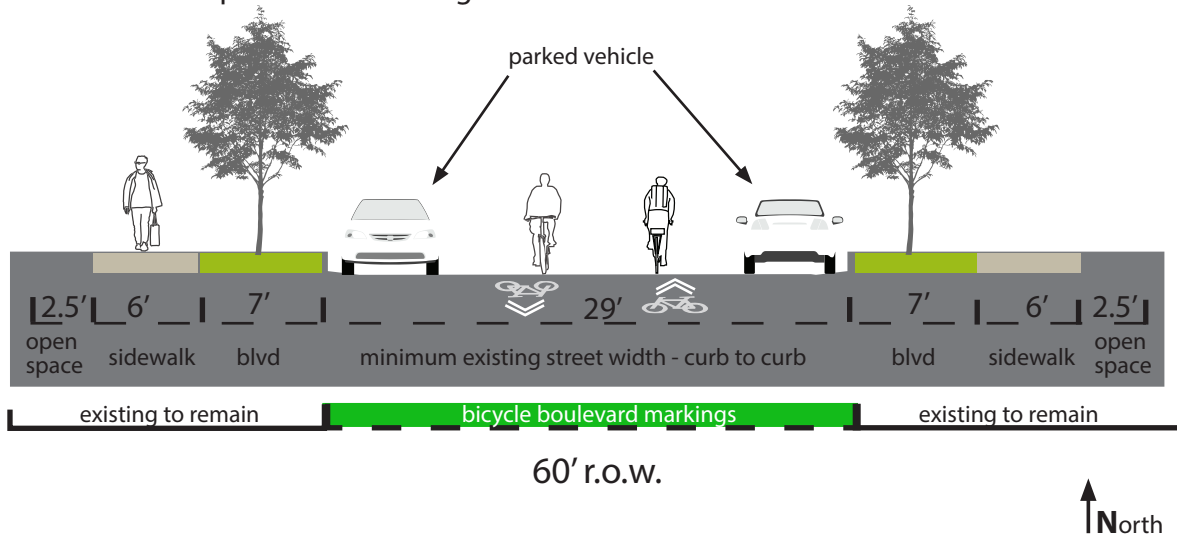 parked vehicle
2.5' 6' 7' 29' 7' 6' 2.5'
open space sidewalk blvd minimum existing street width - curb to curb blvd sidewalk open space
existing to remain bicycle boulevard markings existing to remain
60' r.o.w.
North